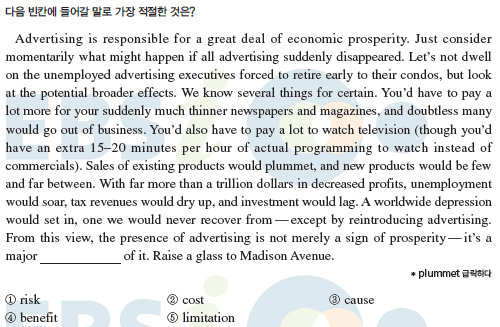 다음 빈칸에 들어갈 말로 가장 적절한 것은?
Advertising is responsible for a great deal of economic prosperity. Just consider
momentarily what might happen if all advertising suddenly disappeared. Let's not dwell
on the unemployed advertising executive forced to retire early to their condos, but look
at the potential broader effects. We know several things for certain. You'd have to pay a
lot more for your suddenly much thinner newspapers and magazines, and doubtless many
would go out of business. You'd also have to pay a lot to watch television (though you'd
have an extra 15–20 minutes per hour of actual programming to watch instead of
commercials). Sales of existing products would plummet, and new products would be few
and far between. With far more than a trillion dollars in decreased profits, unemployment
would soar, tax revenues would dry up, and investment would lag. A worldwide depression
would set in, one we would never recover from — except by reintroducing advertising.
From this view, the presence of advertising is not merely a sign of prosperity — it's a
major ____________ of it. Raise a glass to Madison Avenue.
* plummet 급락하다
① risk ② cost ③ cause
④ benefit ⑤ limitation
EBSi
EBSi